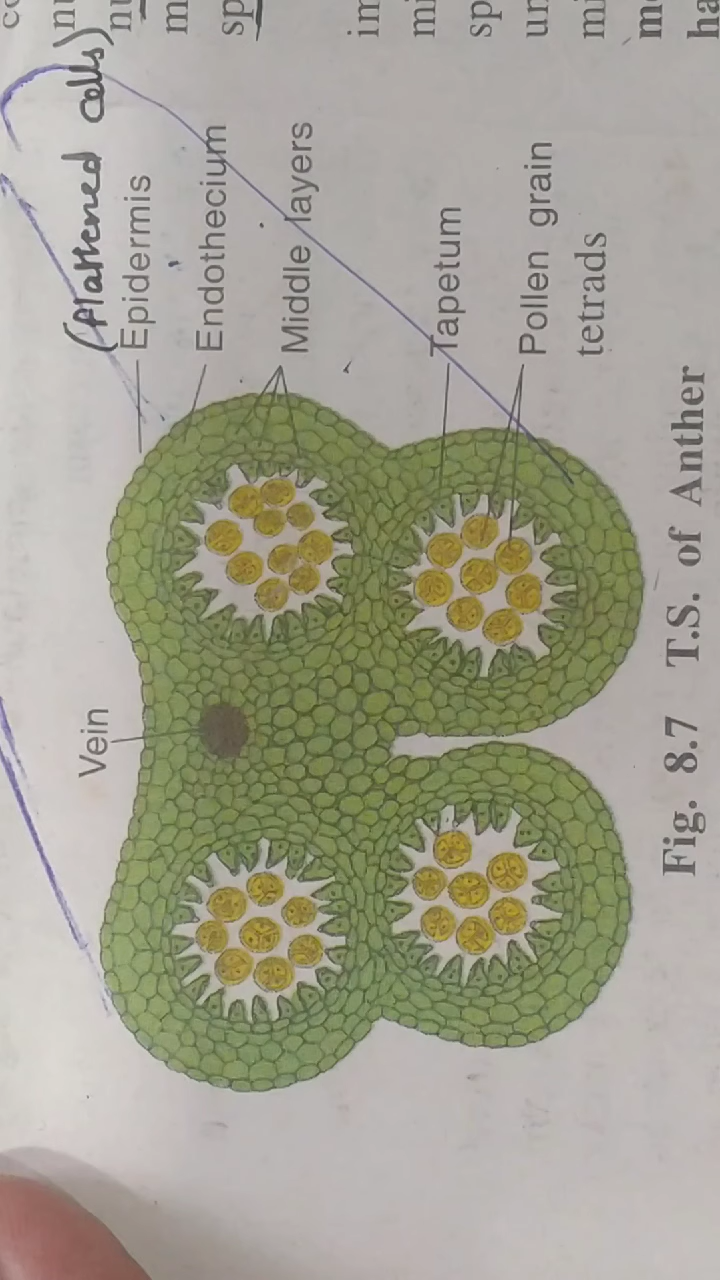 (flattened cells)
Vein
Epidermis
Endothecium
Middle layers
Tapetum
Pollen grain
tetrads
Fig. 8.7 T.S. of Anther